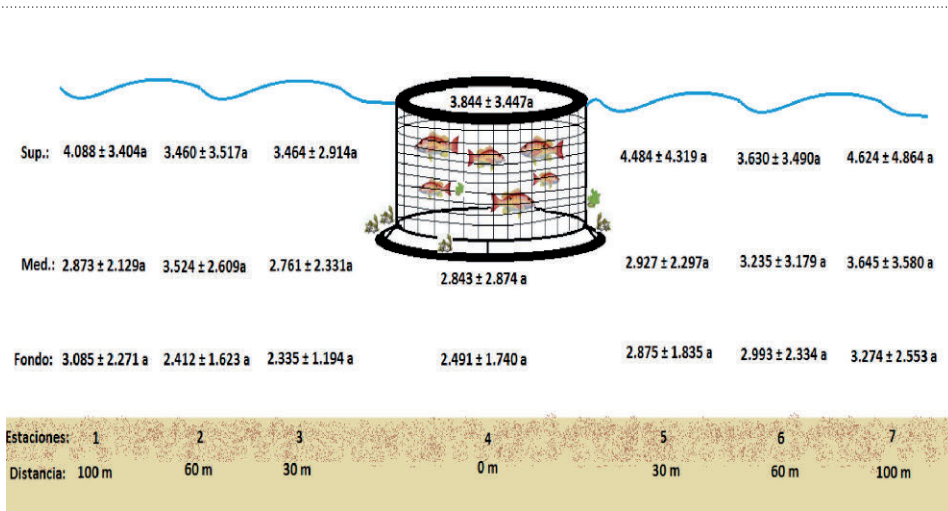 3.844 ± 3.447a
Sup.: 4.088 ± 3.404a 3.460 ± 3.517a 3.464 ± 2.914a 4.484 ± 4.319 a 3.630 ± 3.490a 4.624 ± 4.864 a
Med.: 2.873 ± 2.129a 3.524 ± 2.609a 2.761 ± 2.331a 2.843 ± 2.874 a 2.927 ± 2.297a 3.235 ± 3.179 a 3.645 ± 3.580 a
Fondo: 3.085 ± 2.271 a 2.412 ± 1.623 a 2.335 ± 1.194 a 2.491 ± 1.740 a 2.875 ± 1.835 a 2.993 ± 2.334 a 3.274 ± 2.553 a
Estaciones: 1 2 3 4 5 6 7
Distancia: 100 m 60 m 30 m 0 m 30 m 60 m 100 m